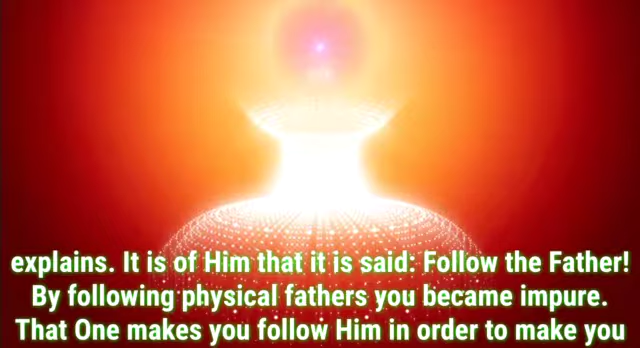 explains. It is of Him that it is said: Follow the Father!
By following physical fathers you became impure.
That One makes you follow Him in order to make you